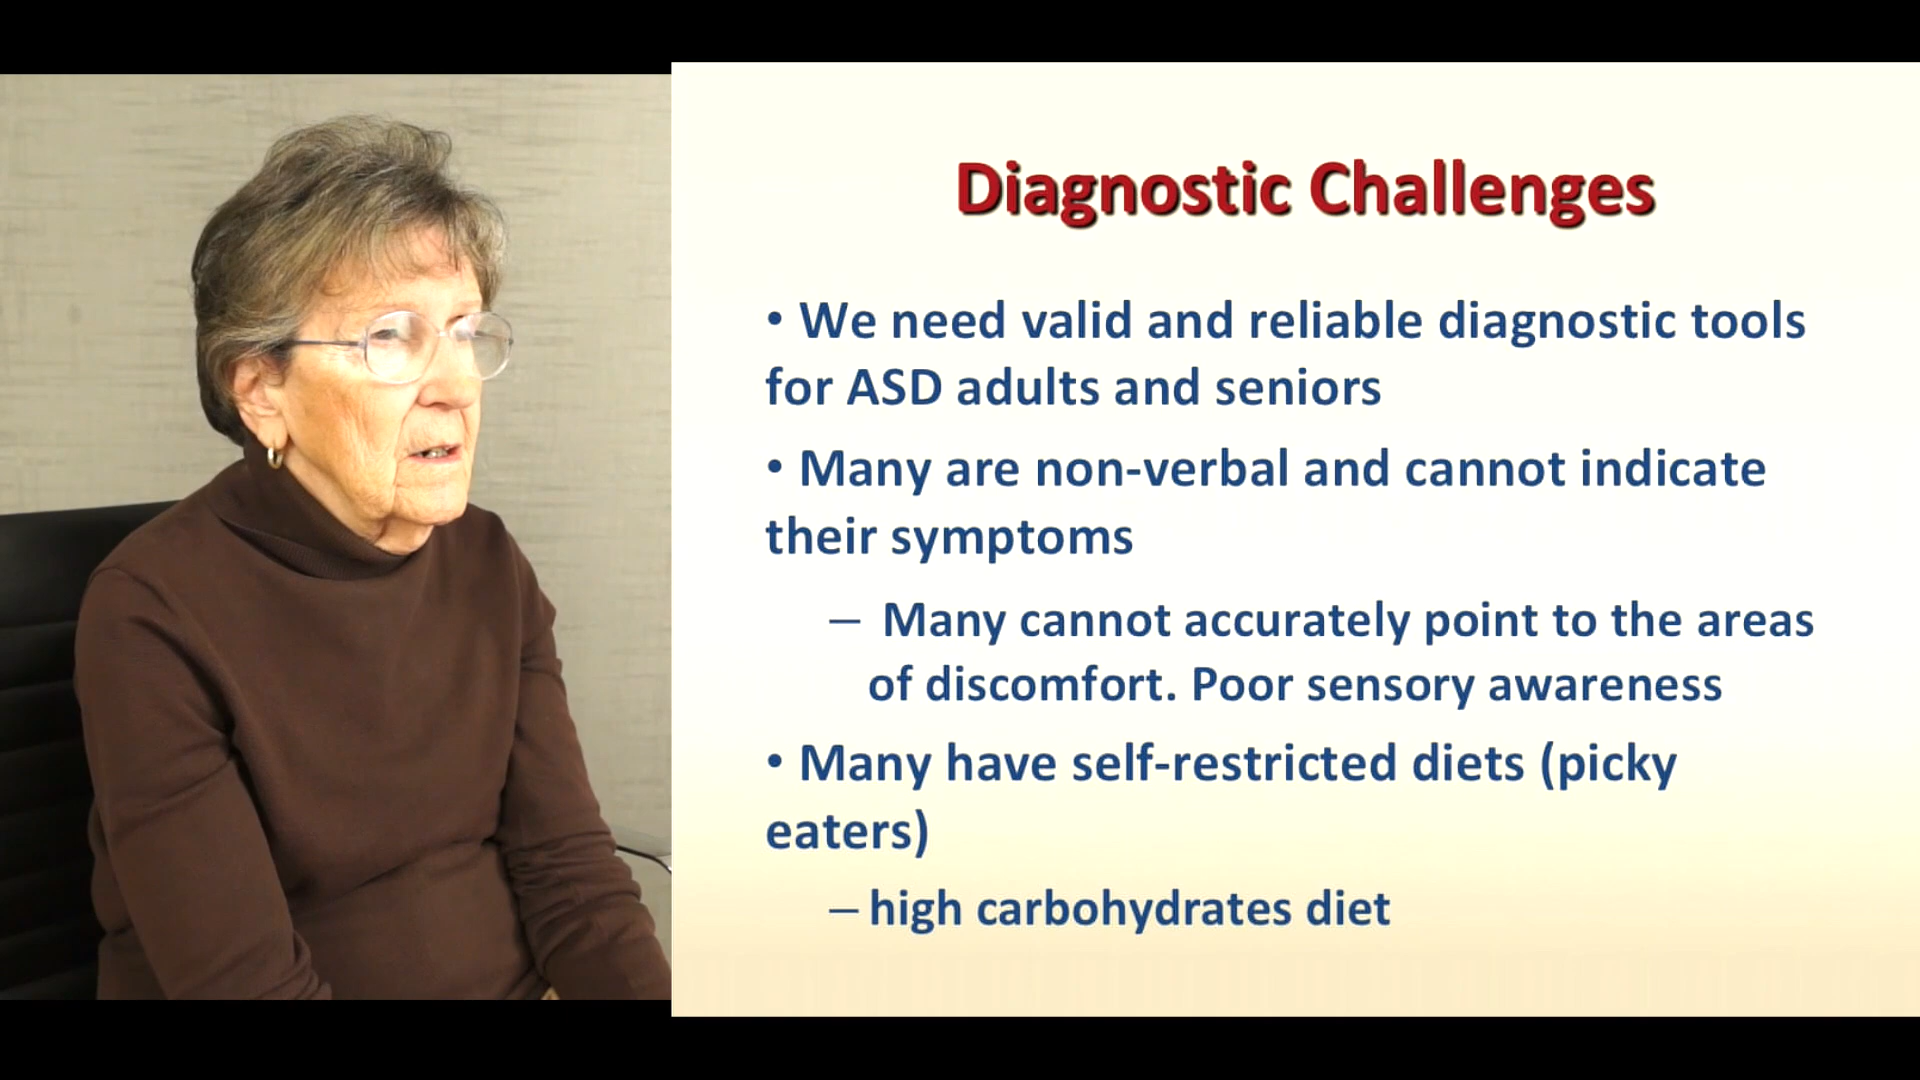 Diagnostic Challenges
• We need valid and reliable diagnostic tools
for ASD adults and seniors
• Many are non-verbal and cannot indicate
their symptoms
– Many cannot accurately point to the areas
of discomfort. Poor sensory awareness
• Many have self-restricted diets (picky
eaters)
– high carbohydrates diet